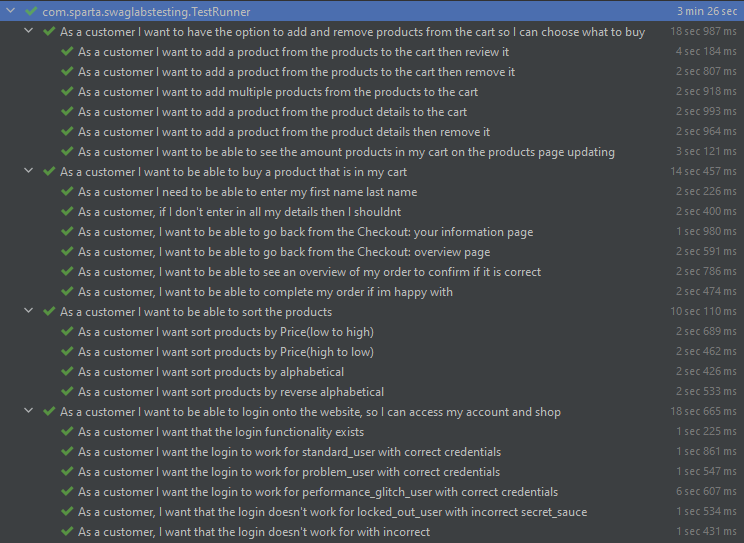 com.sparta.swaglabstesting.TestRunner 3 min 26 sec
As a customer I want to have the option to add and remove products from the cart so I can choose what to buy 18 sec 987 ms
As a customer I want to add a product from the products to the cart then review it 4 sec 184 ms
As a customer I want to add a product from the products to the cart then remove it 2 sec 807 ms
As a customer I want to add multiple products from the products to the cart 2 sec 918 ms
As a customer I want to add a product from the product details to the cart 2 sec 993 ms
As a customer I want to add a product from the product details then remove it 2 sec 964 ms
As a customer I want to be able to see the amount products in my cart on the products page updating 3 sec 121 ms
As a customer I want to be able to buy a product that is in my cart 14 sec 457 ms
As a customer I need to be able to enter my first name last name 2 sec 226 ms
As a customer, if I don't enter in all my details then I shouldnt 2 sec 400 ms
As a customer, I want to be able to go back from the Checkout: your information page 1 sec 980 ms
As a customer, I want to be able to go back from the Checkout: overview page 2 sec 591 ms
As a customer, I want to be able to see an overview of my order to confirm if it is correct 2 sec 786 ms
As a customer, I want to be able to complete my order if im happy with 2 sec 474 ms
As a customer I want to be able to sort the products 10 sec 110 ms
As a customer I want sort products by Price(low to high) 2 sec 689 ms
As a customer I want sort products by Price(high to low) 2 sec 462 ms
As a customer I want sort products by alphabetical 2 sec 426 ms
As a customer I want sort products by reverse alphabetical 2 sec 533 ms
As a customer I want to be able to login onto the website, so I can access my account and shop 18 sec 665 ms
As a customer I want that the login functionality exists 1 sec 225 ms
As a customer I want the login to work for standard_user with correct credentials 1 sec 861 ms
As a customer I want the login to work for problem_user with correct credentials 1 sec 547 ms
As a customer I want the login to work for performance_glitch_user with correct credentials 6 sec 607 ms
As a customer, I want that the login doesn't work for locked_out_user with incorrect secret_sauce 1 sec 534 ms
As a customer, I want that the login doesn't work for with incorrect 1 sec 431 ms